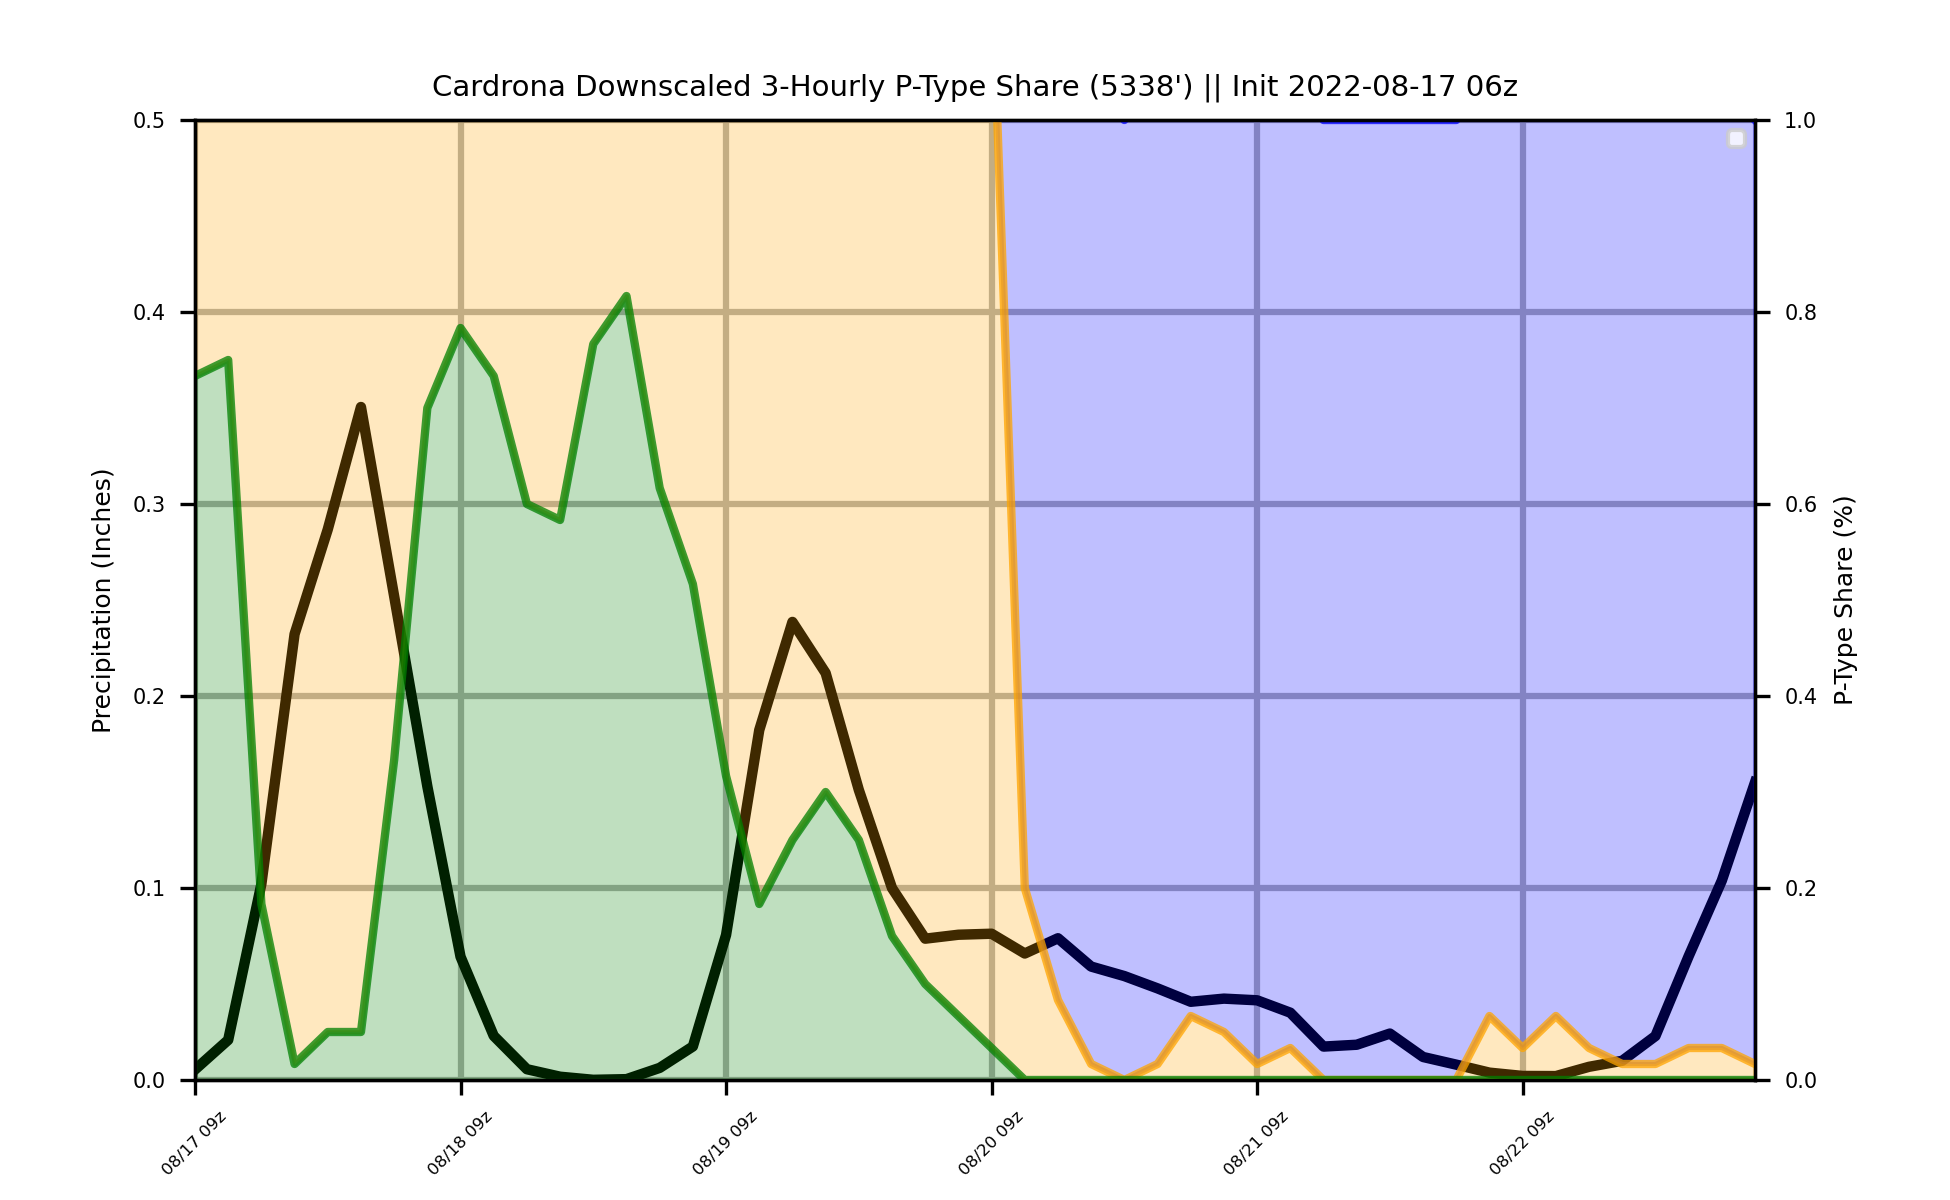 Cardrona Downscaled 3-Hourly P-Type Share (5338') || Init 2022-08-17 06z
0.5
0.4
0.3
0.2
0.1
0.0
Precipitation (Inches)
1.0
0.8
0.6
0.4
0.2
0.0
P-Type Share (%)
08/17 09z
08/18 09z
08/19 09z
08/20 09z
08/21 09z
08/22 09z